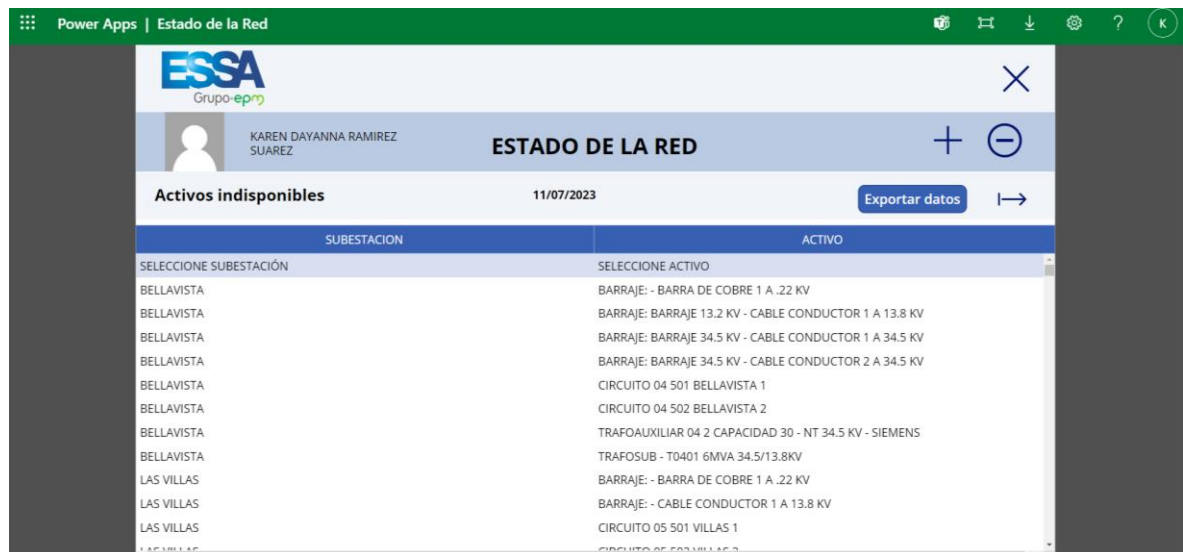 Power Apps | Estado de la Red
? K
ESSA
Grupo·epm
KAREN DAYANNA RAMIREZ
SUAREZ
ESTADO DE LA RED
Activos indisponibles 11/07/2023 Exportar datos
SUBESTACION ACTIVO
SELECCIONE SUBESTACIÓN SELECCIONE ACTIVO
BELLAVISTA BARRAJE: - BARRA DE COBRE 1 A .22 KV
BELLAVISTA BARRAJE: BARRAJE 13.2 KV - CABLE CONDUCTOR 1 A 13.8 KV
BELLAVISTA BARRAJE: BARRAJE 34.5 KV - CABLE CONDUCTOR 1 A 34.5 KV
BELLAVISTA BARRAJE: BARRAJE 34.5 KV - CABLE CONDUCTOR 2 A 34.5 KV
BELLAVISTA CIRCUITO 04 501 BELLAVISTA 1
BELLAVISTA CIRCUITO 04 502 BELLAVISTA 2
BELLAVISTA TRAFOAUXILIAR 04 2 CAPACIDAD 30 - NT 34.5 KV - SIEMENS
BELLAVISTA TRAFOSUB - T0401 6MVA 34.5/13.8KV
LAS VILLAS BARRAJE: - BARRA DE COBRE 1 A .22 KV
LAS VILLAS BARRAJE: - CABLE CONDUCTOR 1 A 13.8 KV
LAS VILLAS CIRCUITO 05 501 VILLAS 1